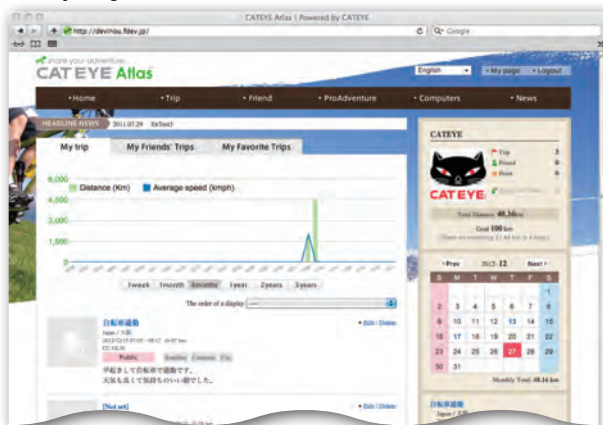 CATEYE Atlas | Powered by CATEYE
http://devinou.fdev.jp/
Google
share your adventure
CATEYE Atlas
English
My page
Logout
Home
Trip
Friend
ProAdventure
Computers
News
HEADLINE NEWS
2011.07.29
My trip
My Friends' Trips
My Favorite Trips
6,000
Distance (Km)
Average speed (kmph)
4,500
3,000
1,500
0
1week
1month
3months
1year
2years
3years
The order of a display
自転車通勤
Japan / 大阪
Public
Edit / Delete
早起きして自転車で通勤です。
天気も良くて気持ちのいい朝でした。
[Not set]
Edit / Delete
CATEYE
CATEYE
Trip 3
Friend 0
Point 0
Total Distance 48.16km
Goal 100 km
Prev 2012-12 Next
S M T W T F S
1
2 3 4 5 6 7 8
9 10 11 12 13 14 15
16 17 18 19 20 21 22
23 24 25 26 27 28 29
30 31
Monthly Total 48.16 km
自転車通勤
Japan / 大阪